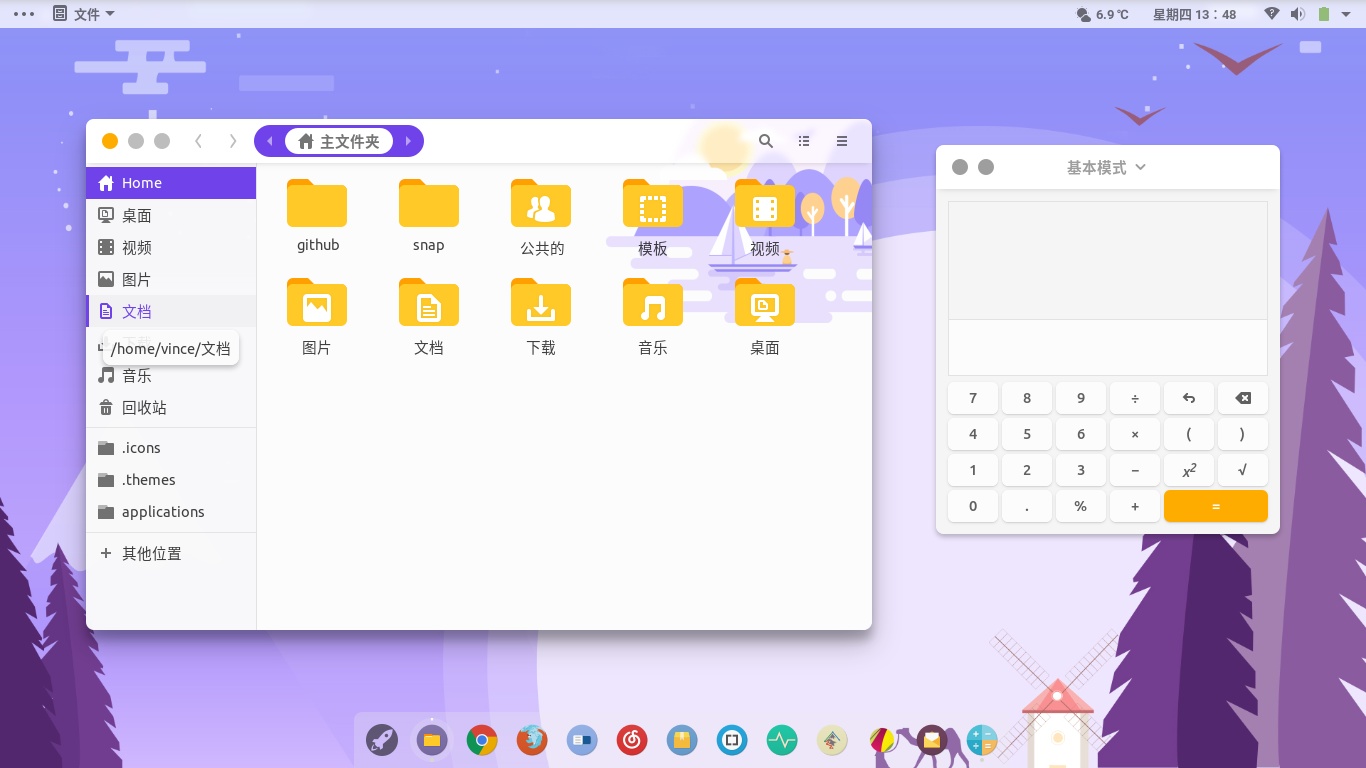 文件
6.9 ℃
星期四 13：48
主文件夹
Home
桌面
视频
图片
文档
/home/vince/文档
音乐
回收站
.icons
.themes
applications
+ 其他位置
github
snap
公共的
模板
视频
图片
文档
下载
音乐
桌面
基本模式
7 8 9 ÷
4 5 6 × ( )
1 2 3 − x² √
0 . % + =